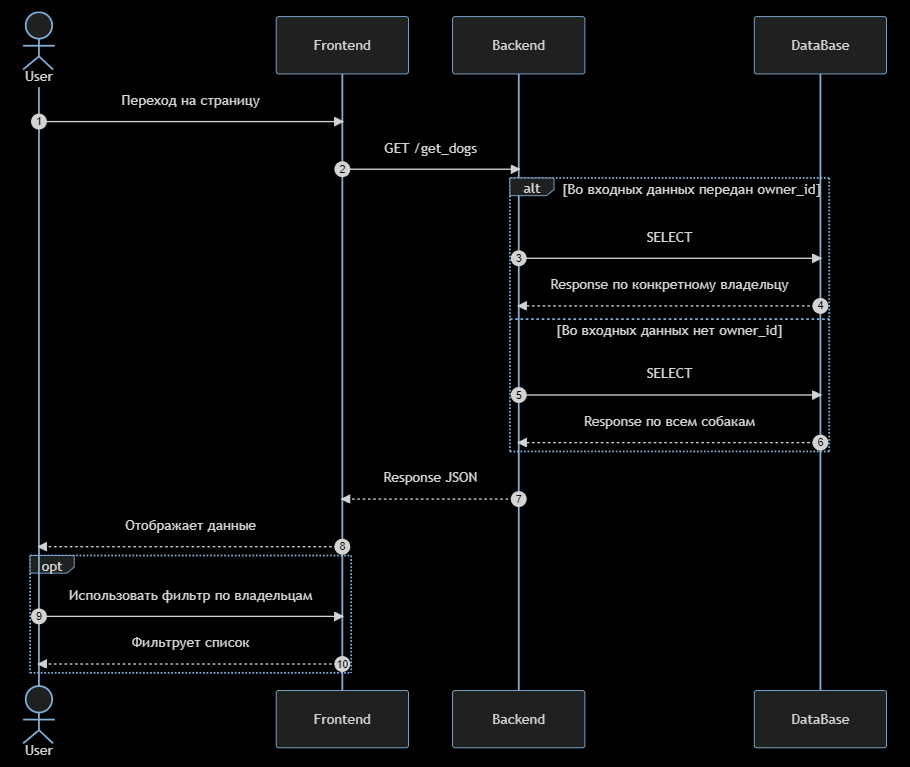 User
Frontend
Backend
DataBase
Переход на страницу
1
GET /get_dogs
2
alt
[Во входных данных передан owner_id]
SELECT
3
Response по конкретному владельцу
4
[Во входных данных нет owner_id]
SELECT
5
Response по всем собакам
6
Response JSON
7
Отображает данные
8
opt
Использовать фильтр по владельцам
9
Фильтрует список
10
User
Frontend
Backend
DataBase